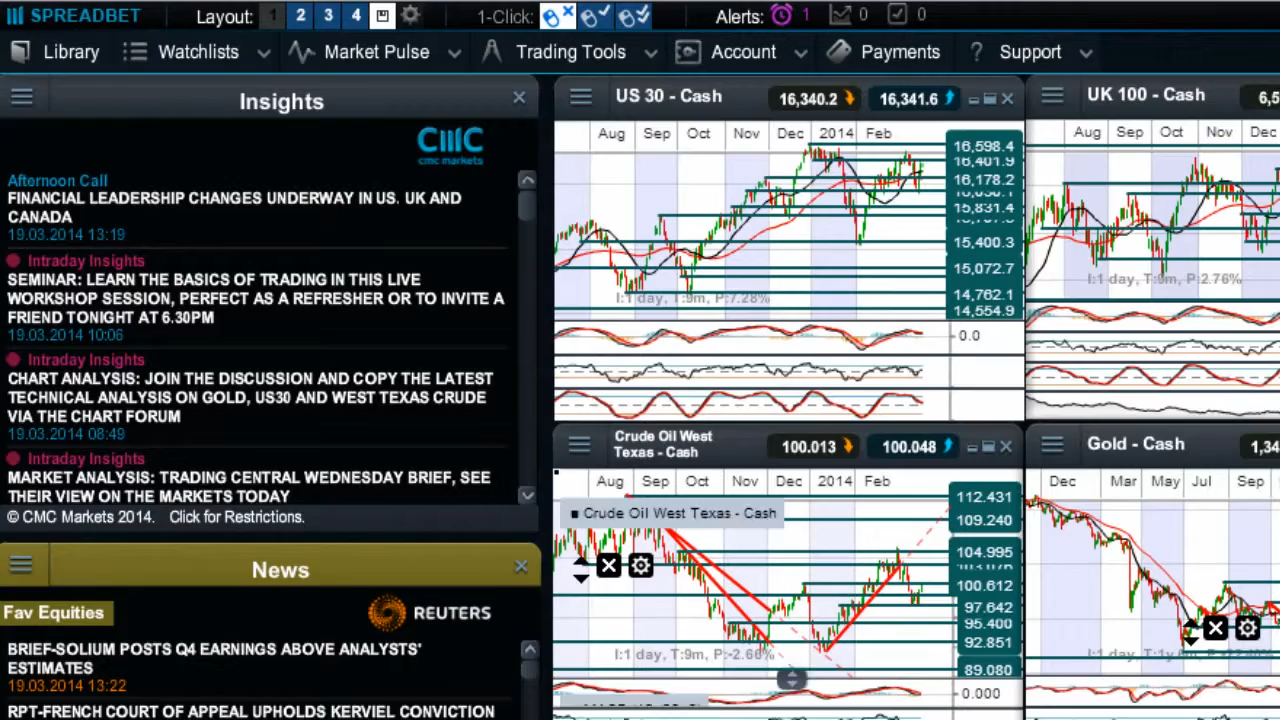 SPREADBET Layout: 1 2 3 4 1-Click: Alerts: 1 0 0
Library Watchlists Market Pulse Trading Tools Account Payments ? Support
Insights
cmc markets
Afternoon Call
FINANCE LEADERSHIP CHANGES UNDERWAY IN US, UK AND
CANADA
19.03.2014 13:19
Intraday Insights
SEMINAR: LEARN THE BASICS OF TRADING IN THIS LIVE
WORKSHOP SESSION, PERFECT AS A REFRESHER OR TO INVITE A
FRIEND TONIGHT AT 6.30PM
19.03.2014 10:06
Intraday Insights
CHART ANALYSIS: JOIN THE DISCUSSION AND COPY THE LATEST
TECHNICAL ANALYSIS ON GOLD, US30 AND WEST TEXAS CRUDE
VIA THE CHART FORUM
19.03.2014 08:49
Intraday Insights
MARKET ANALYSIS: TRADING CENTRAL WEDNESDAY BRIEF, SEE
THEIR VIEW ON THE MARKETS TODAY
© CMC Markets 2014. Click for Restrictions.
News
Fav Equities
REUTERS
BRIEF-SOLIUM POSTS Q4 EARNINGS ABOVE ANALYSTS'
ESTIMATES
19.03.2014 13:22
RPT-FRENCH COURT OF APPEAL UPHOLDS KERVIEL CONVICTION
US 30 - Cash 16,340.2 16,341.6
Aug Sep Oct Nov Dec 2014 Feb
16,598.4
16,401.9
16,178.2
15,831.4
15,400.3
15,072.7
14,762.1
14,554.9
I:1 day, T:9m, P:7.28%
0.0
UK 100 - Cash 6,5
Aug Sep Oct Nov Dec
I:1 day, T:9m, P:2.76%
Crude Oil West
Texas - Cash
100.013 100.048
Aug Sep Oct Nov Dec 2014 Feb
Crude Oil West Texas - Cash
112.431
109.240
104.995
103.076
100.612
97.642
95.400
92.851
89.080
I:1 day, T:9m, P:-2.66%
0.000
Gold - Cash 1,34
Dec Mar May Jul Sep